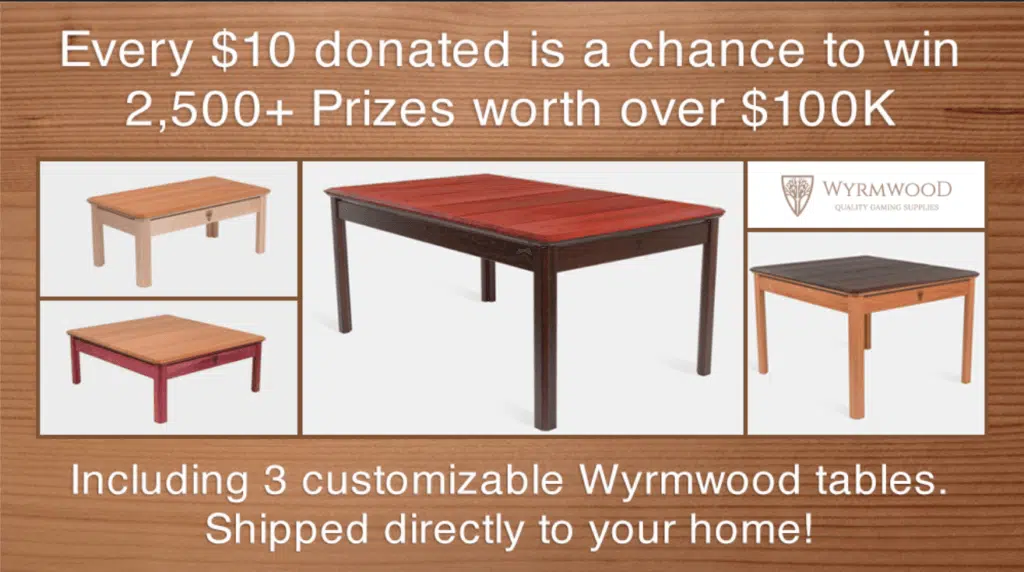 Every $10 donated is a chance to win
2,500+ Prizes worth over $100K
WYRMWOOD
QUALITY GAMING SUPPLIES
Including 3 customizable Wyrmwood tables.
Shipped directly to your home!